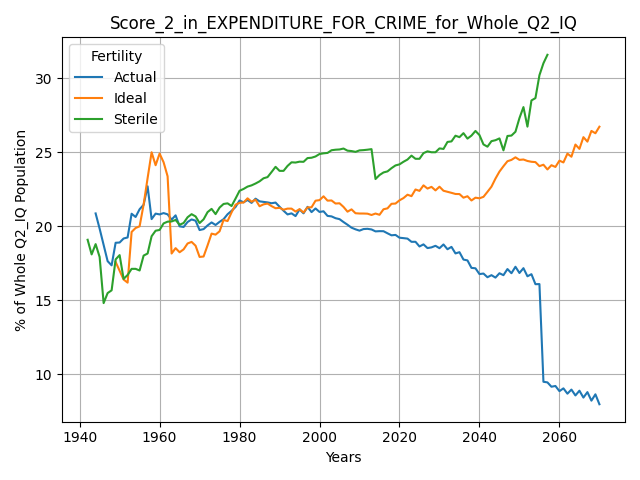 Score_2_in_EXPENDITURE_FOR_CRIME_for_Whole_Q2_IQ
Fertility
Actual
Ideal
Sterile
% of Whole Q2_IQ Population
30
25
20
15
10
1940
1960
1980
2000
2020
2040
2060
Years